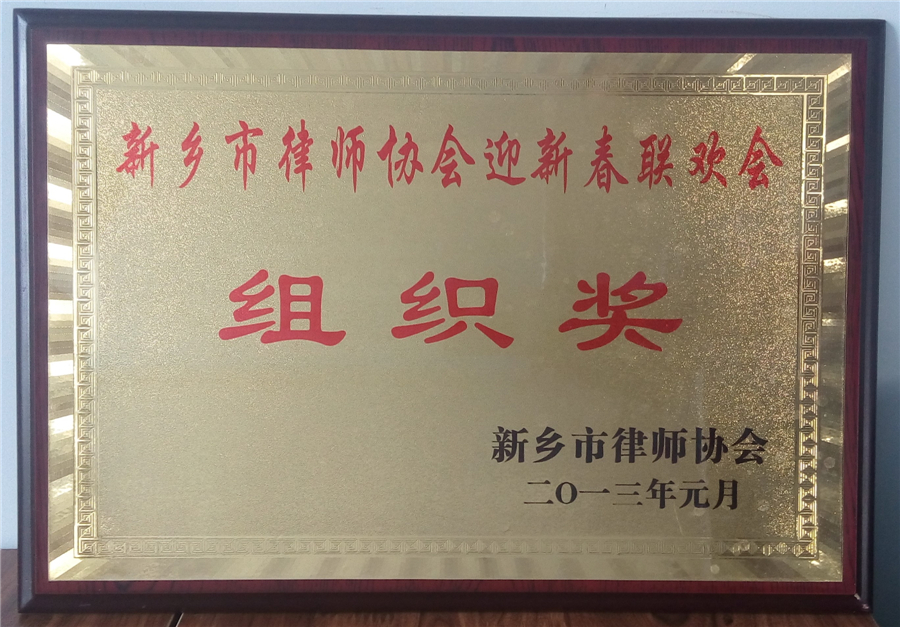 新乡市律师协会迎新春联欢会
组织奖
新乡市律师协会
二〇一三年元月